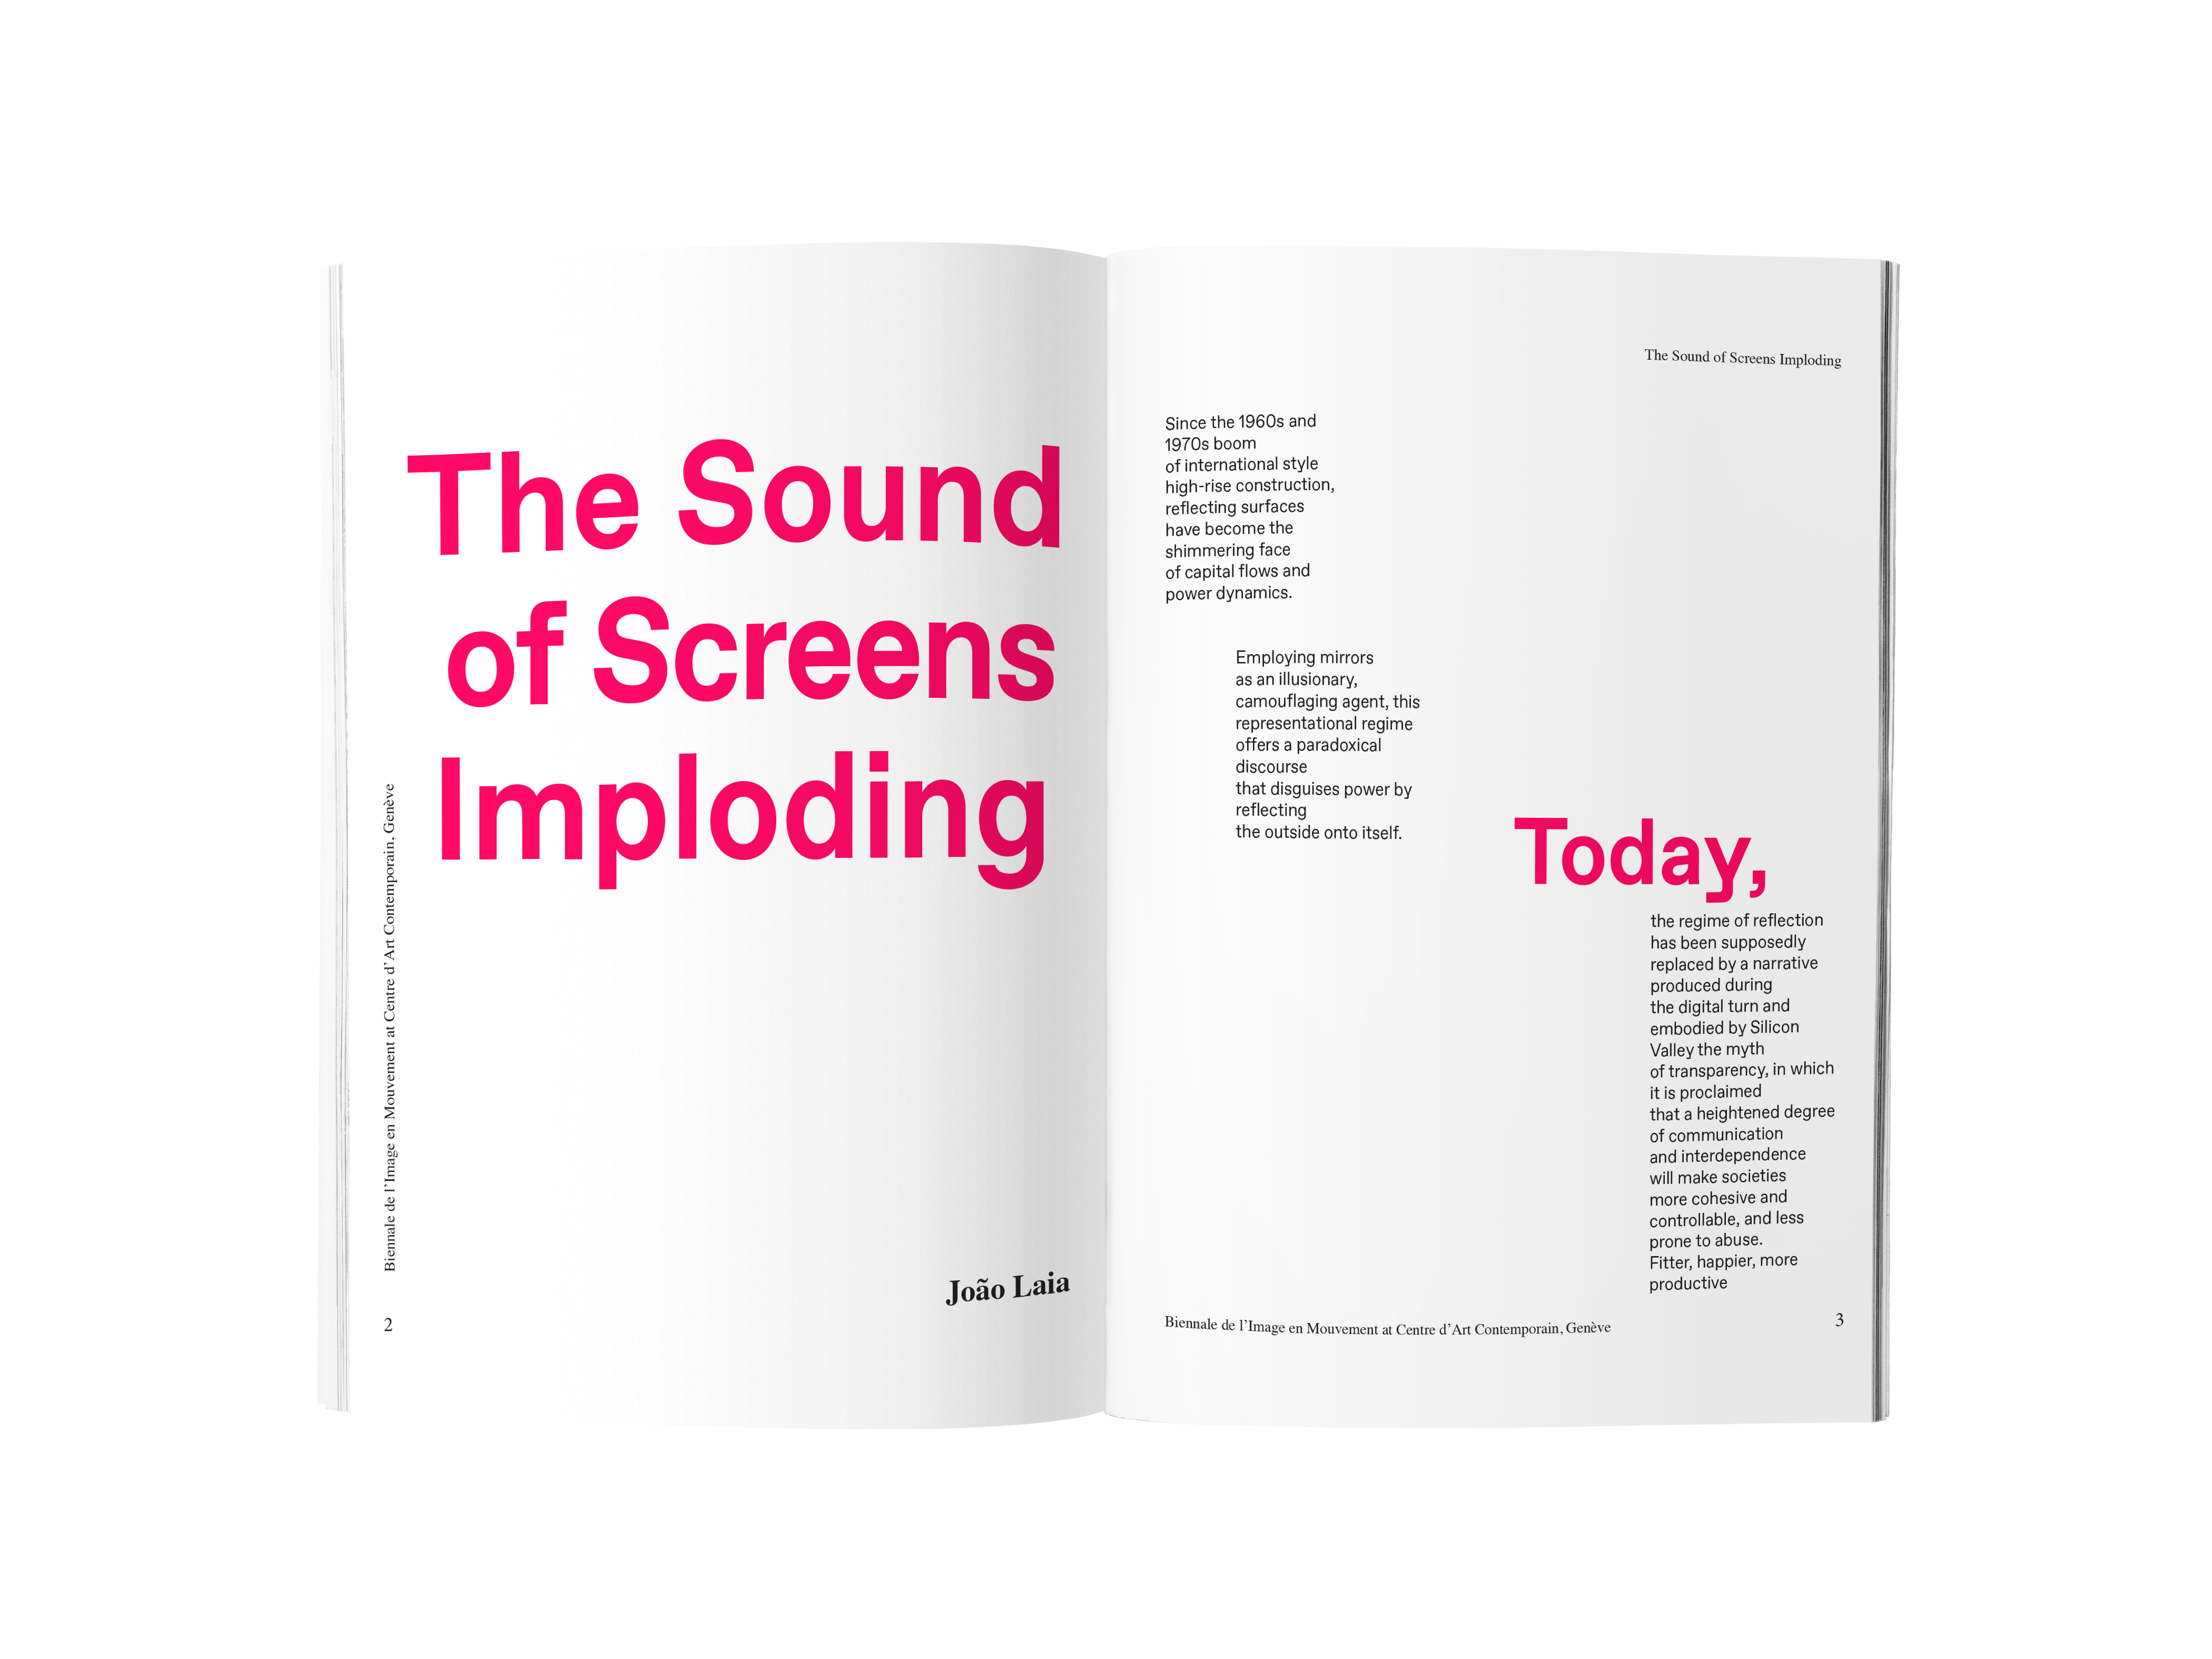 The Sound
of Screens
Imploding
João Laia
Biennale de l’Image en Mouvement at Centre d’Art Contemporain, Genève
2
The Sound of Screens Imploding
Since the 1960s and
1970s boom
of international style
high-rise construction,
reflecting surfaces
have become the
shimmering face
of capital flows and
power dynamics.
Employing mirrors
as an illusionary,
camouflaging agent, this
representational regime
offers a paradoxical
discourse
that disguises power by
reflecting
the outside onto itself.
Today,
the regime of reflection
has been supposedly
replaced by a narrative
produced during
the digital turn and
embodied by Silicon
Valley the myth
of transparency, in which
it is proclaimed
that a heightened degree
of communication
and interdependence
will make societies
more cohesive and
controllable, and less
prone to abuse.
Fitter, happier, more
productive
Biennale de l’Image en Mouvement at Centre d’Art Contemporain, Genève
3